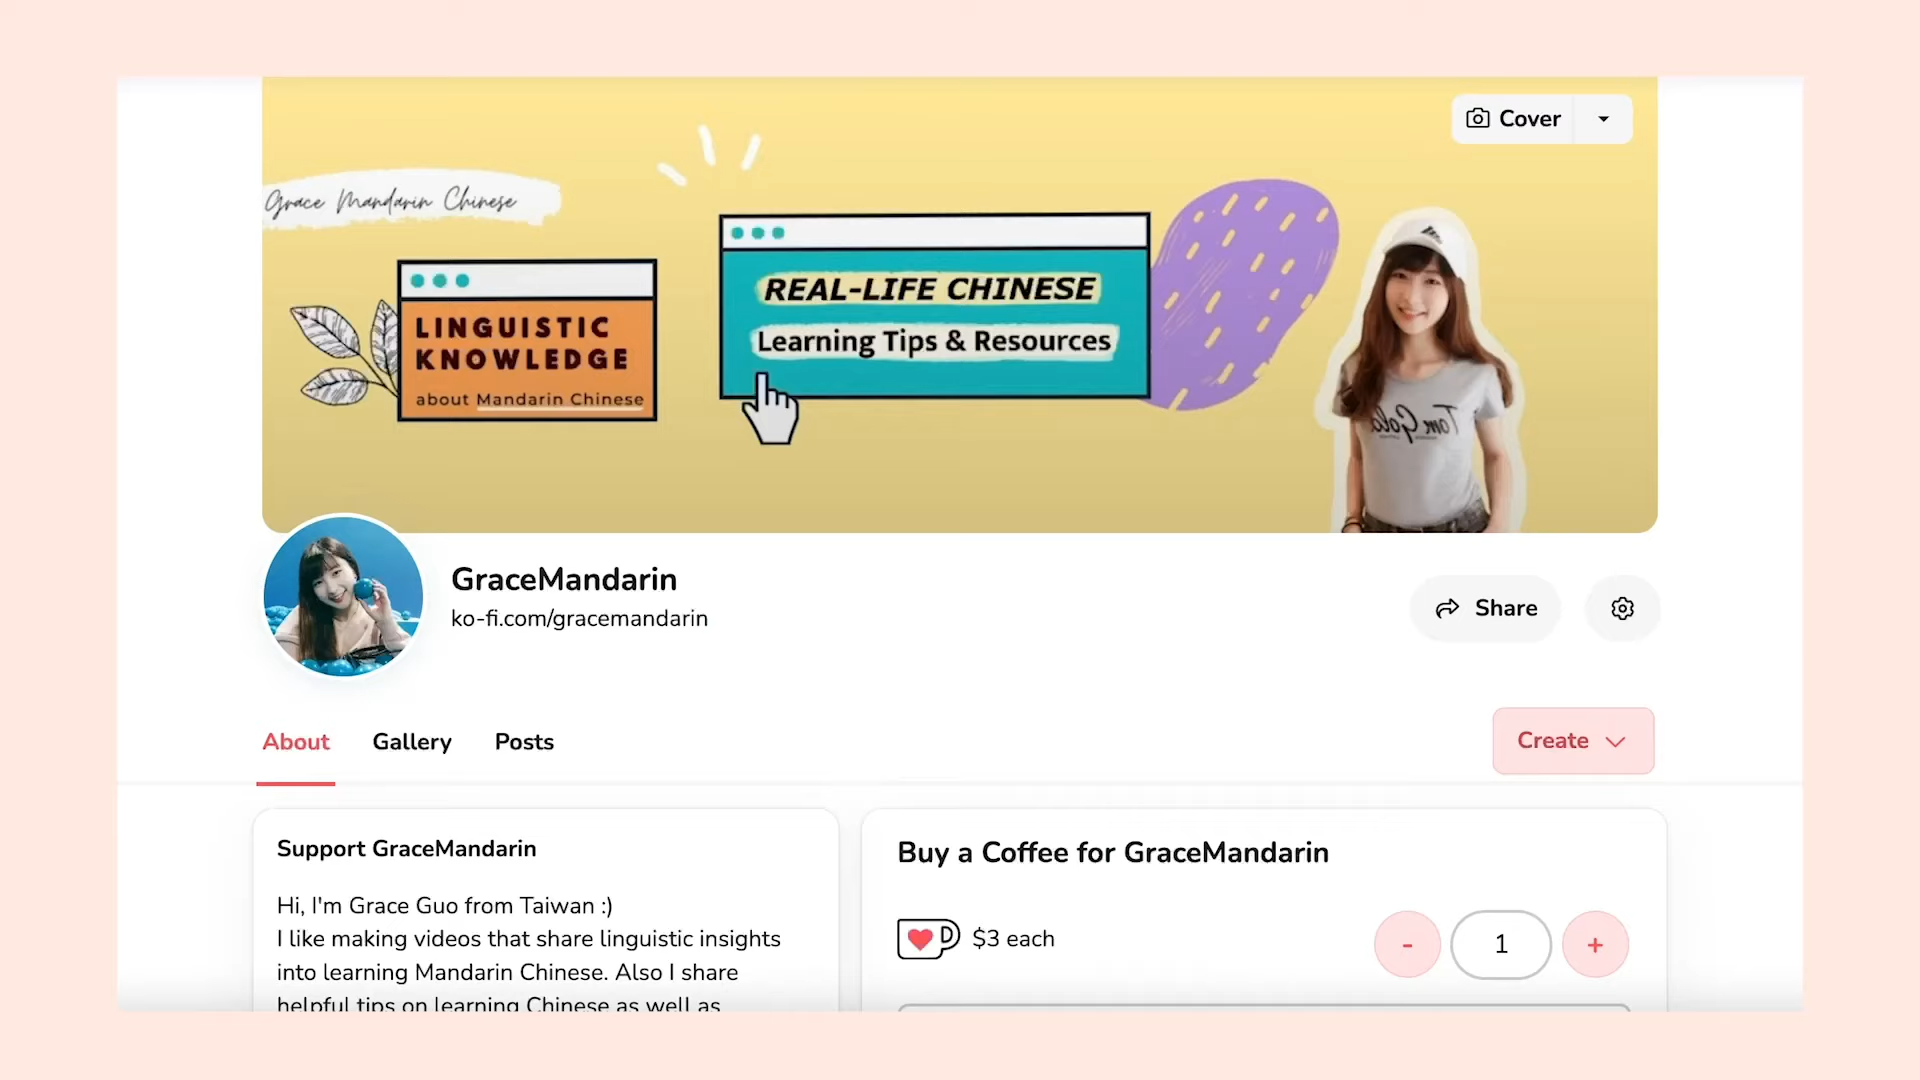 Cover
Grace Mandarin Chinese
REAL-LIFE CHINESE
Learning Tips & Resources
LINGUISTIC
KNOWLEDGE
about Mandarin Chinese
Tom Gola
GraceMandarin
ko-fi.com/gracemandarin
Share
About
Gallery
Posts
Create
Support GraceMandarin
Hi, I'm Grace Guo from Taiwan :)
I like making videos that share linguistic insights
into learning Mandarin Chinese. Also I share
helpful tips on learning Chinese as well as
Buy a Coffee for GraceMandarin
$3 each
-
1
+